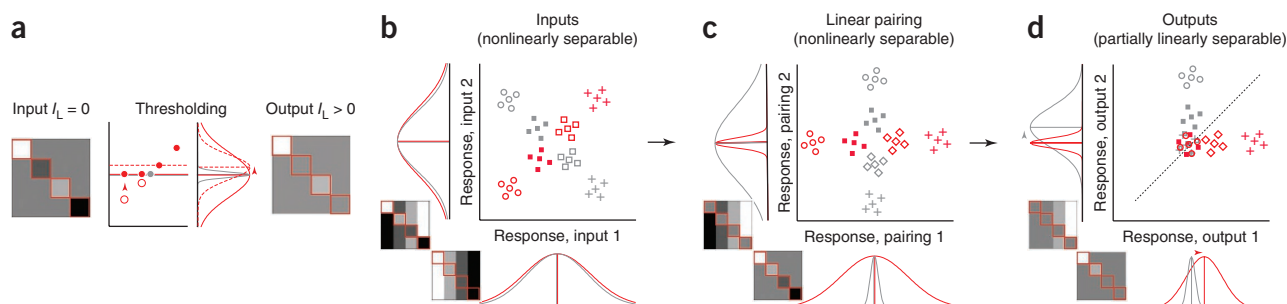 a
Input I_L = 0
Thresholding
Output I_L > 0
b
Inputs
(nonlinearly separable)
Response, input 2
Response, input 1
c
Linear pairing
(nonlinearly separable)
Response, pairing 2
Response, pairing 1
d
Outputs
(partially linearly separable)
Response, output 2
Response, output 1